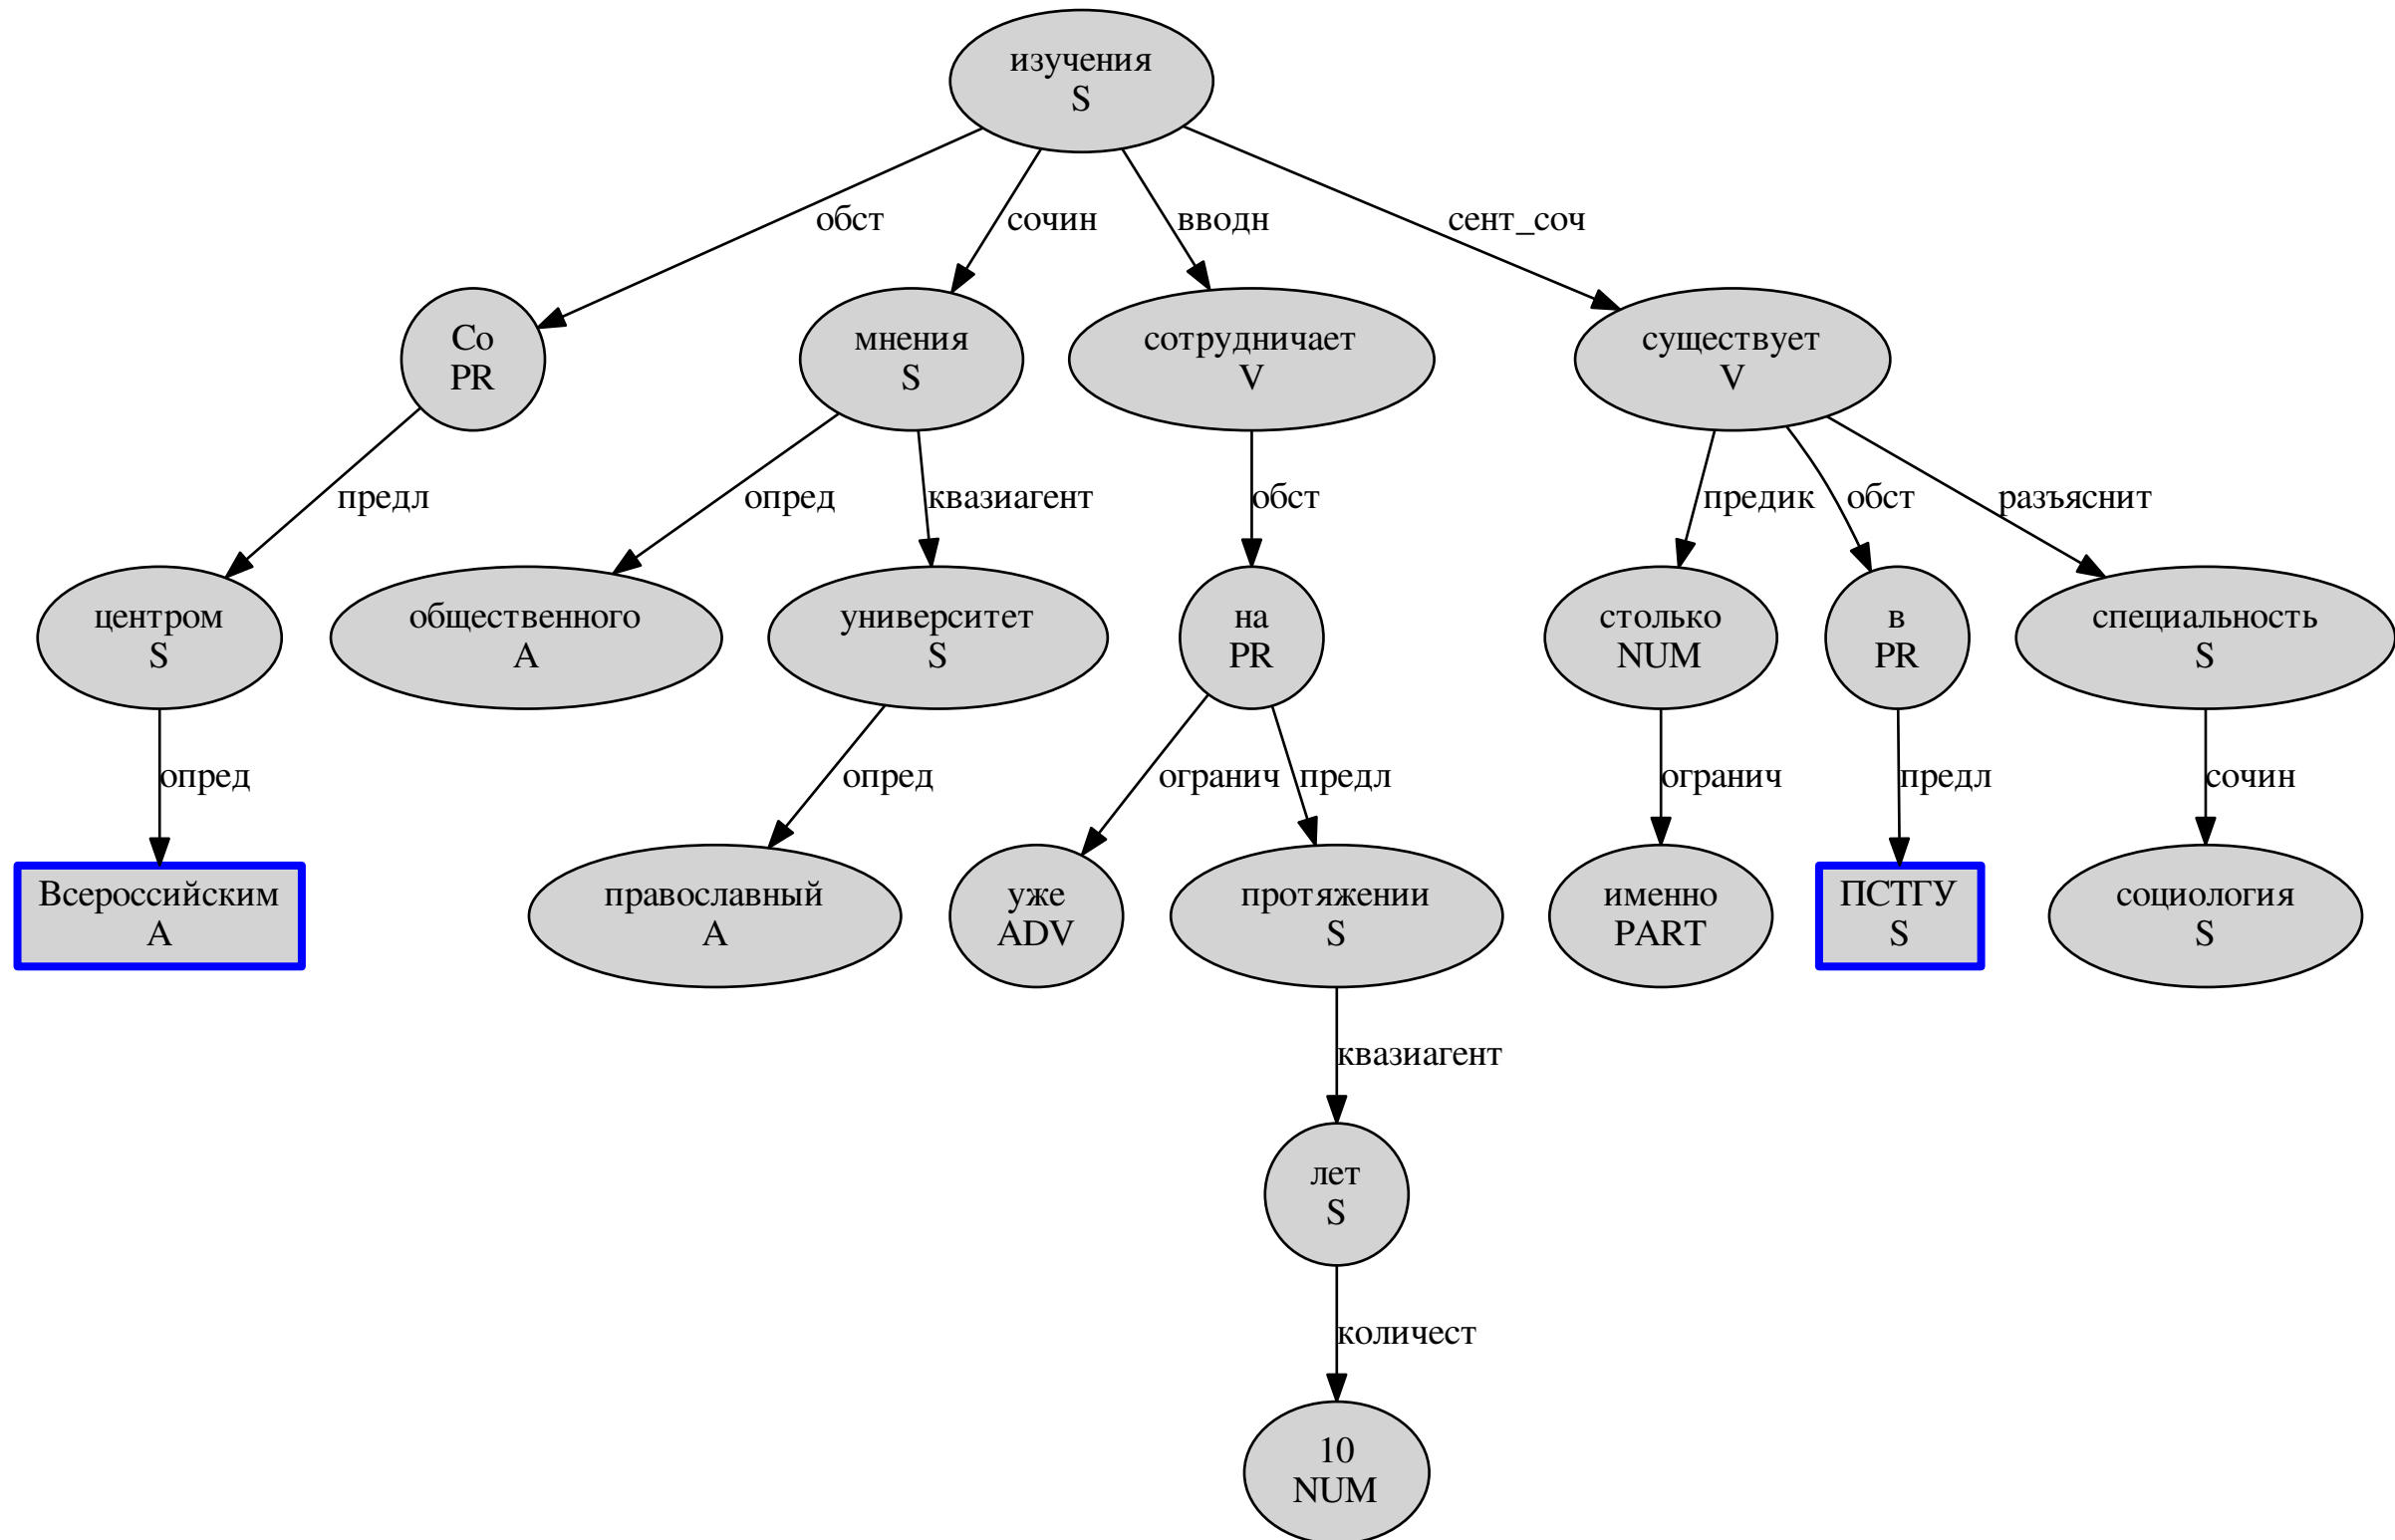 изучения
S
обст
сочин
вводн
сент_соч
Со
PR
мнения
S
сотрудничает
V
существует
V
предл
опред
квазиагент
обст
предик
обст
разъяснит
центром
S
общественного
A
университет
S
на
PR
столько
NUM
в
PR
специальность
S
опред
опред
огранич
предл
огранич
предл
сочин
Всероссийским
A
православный
A
уже
ADV
протяжении
S
именно
PART
ПСТГУ
S
социология
S
квазиагент
лет
S
количест
10
NUM